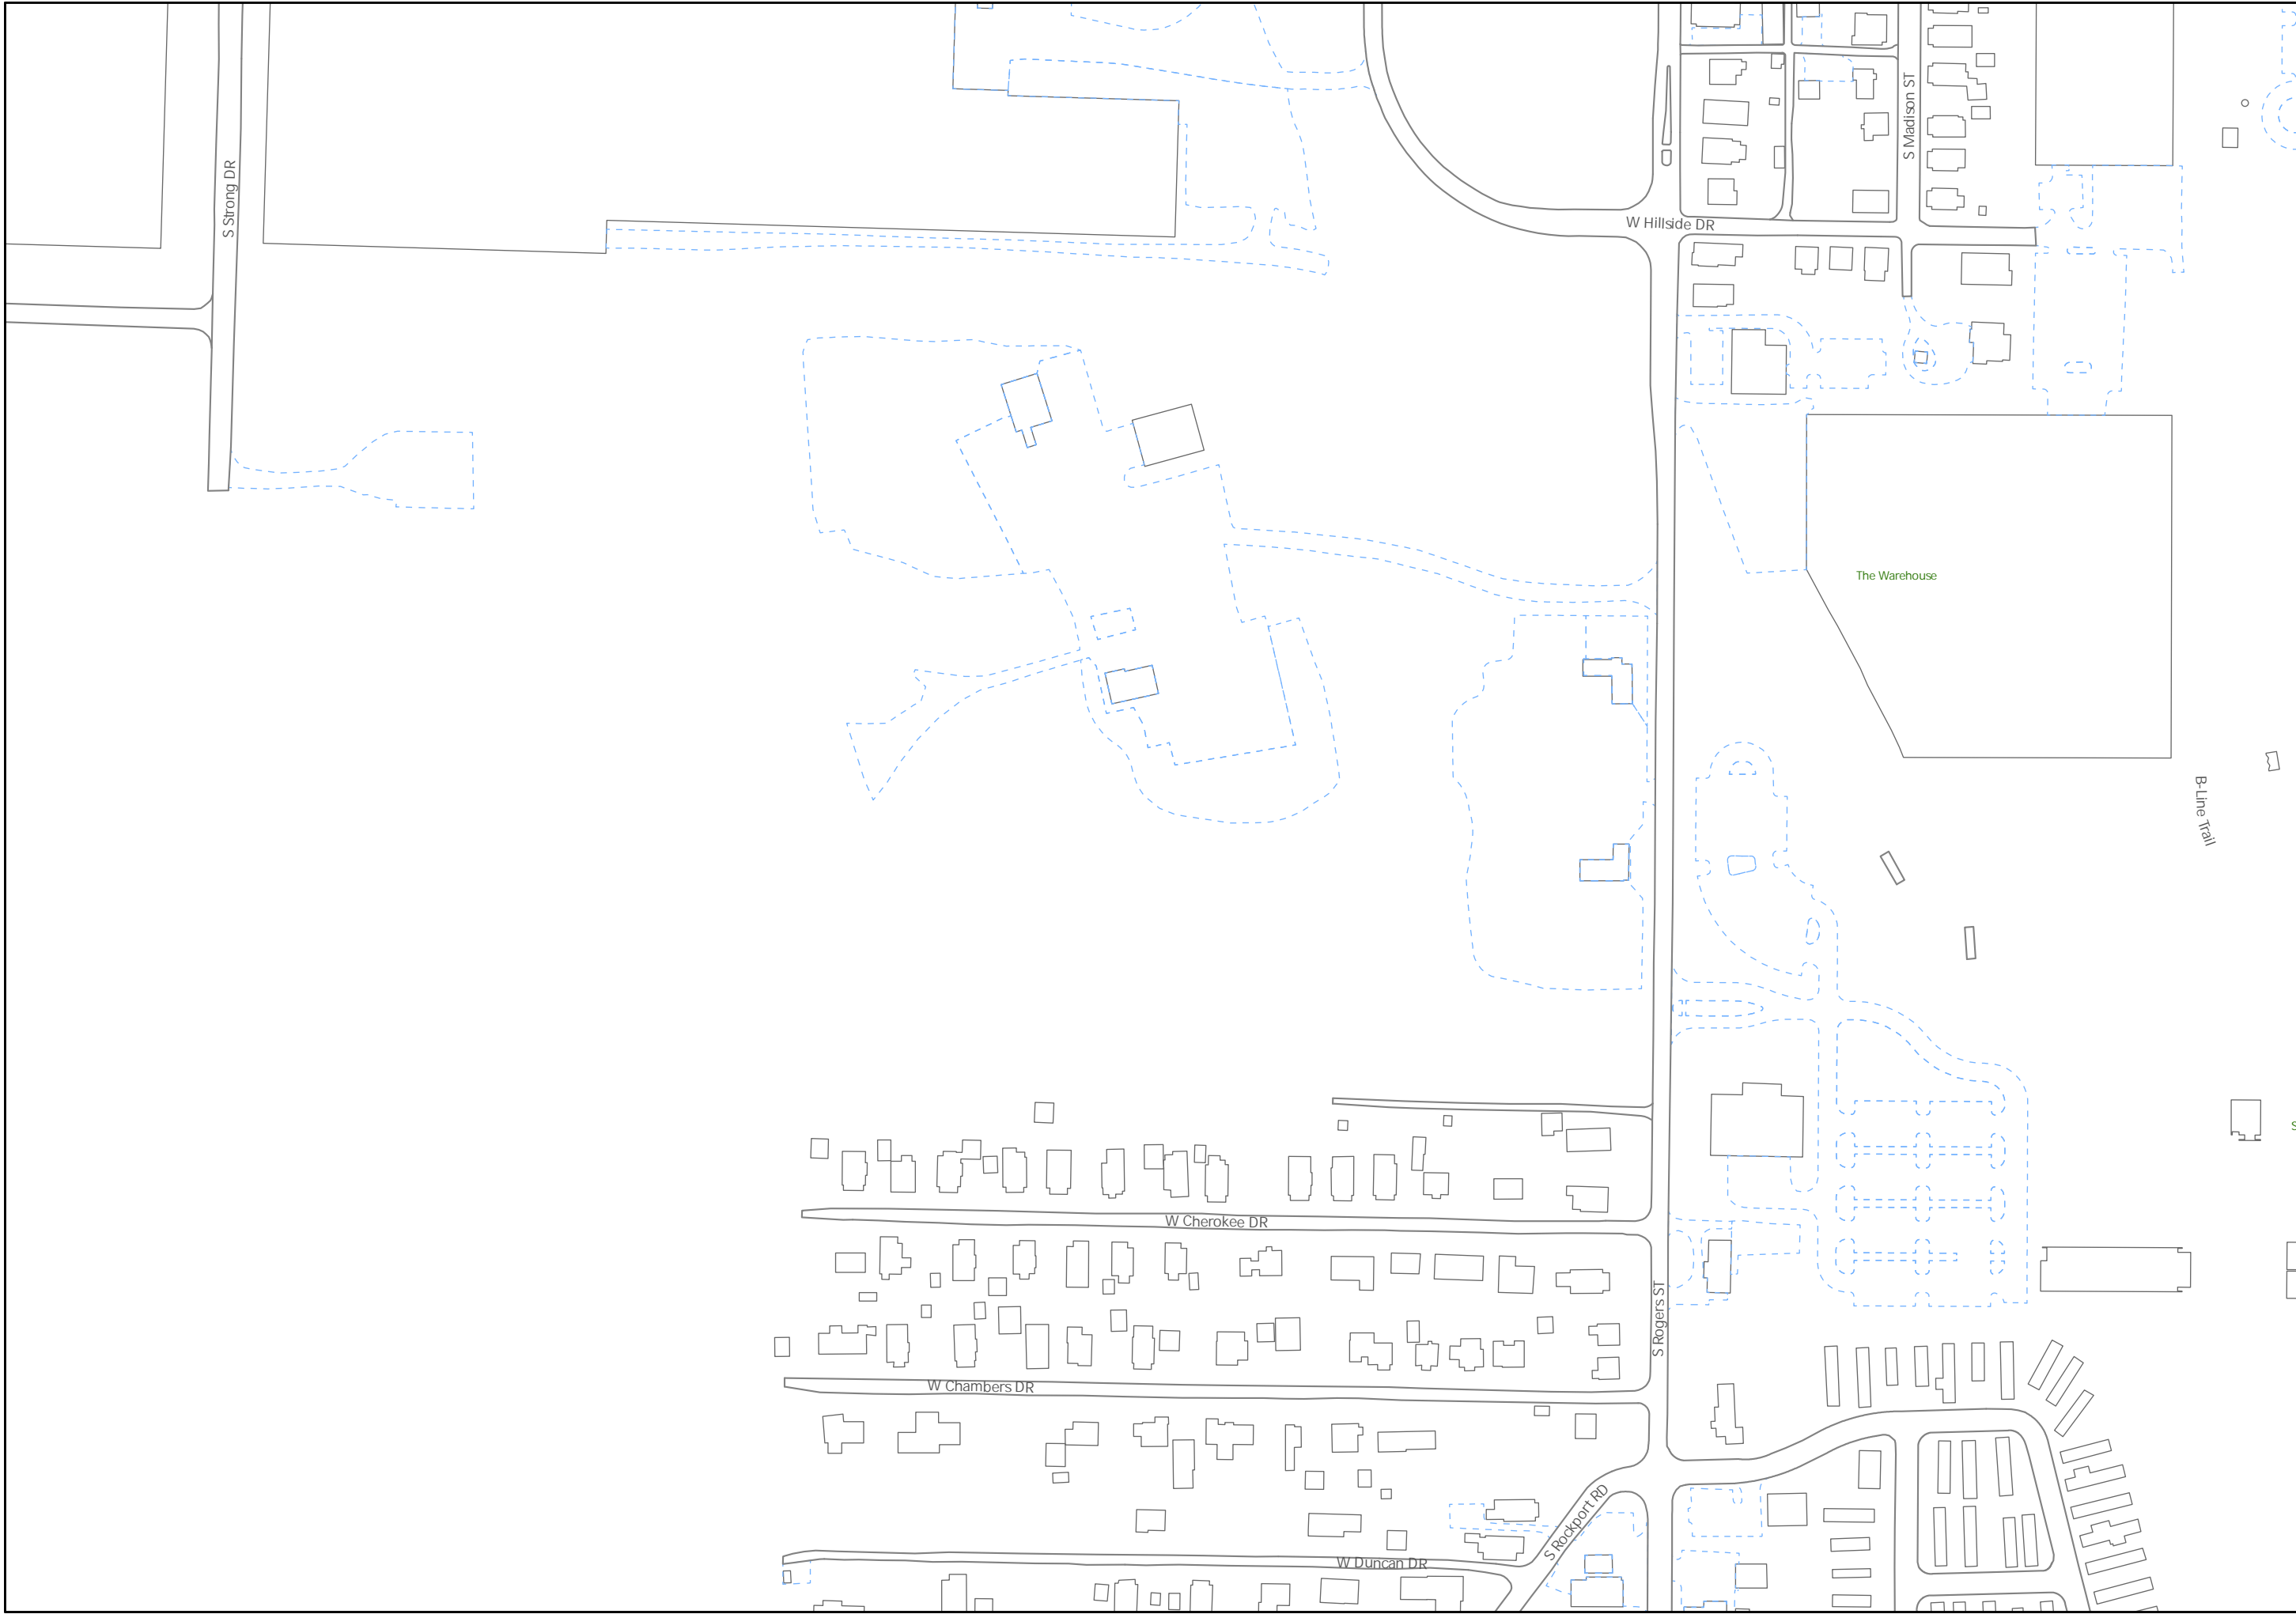 S Strong DR
S Madison ST
W Hillside DR
The Warehouse
B-Line Trail
S
W Cherokee DR
S Rogers ST
W Chambers DR
S Rockport RD
W Duncan DR